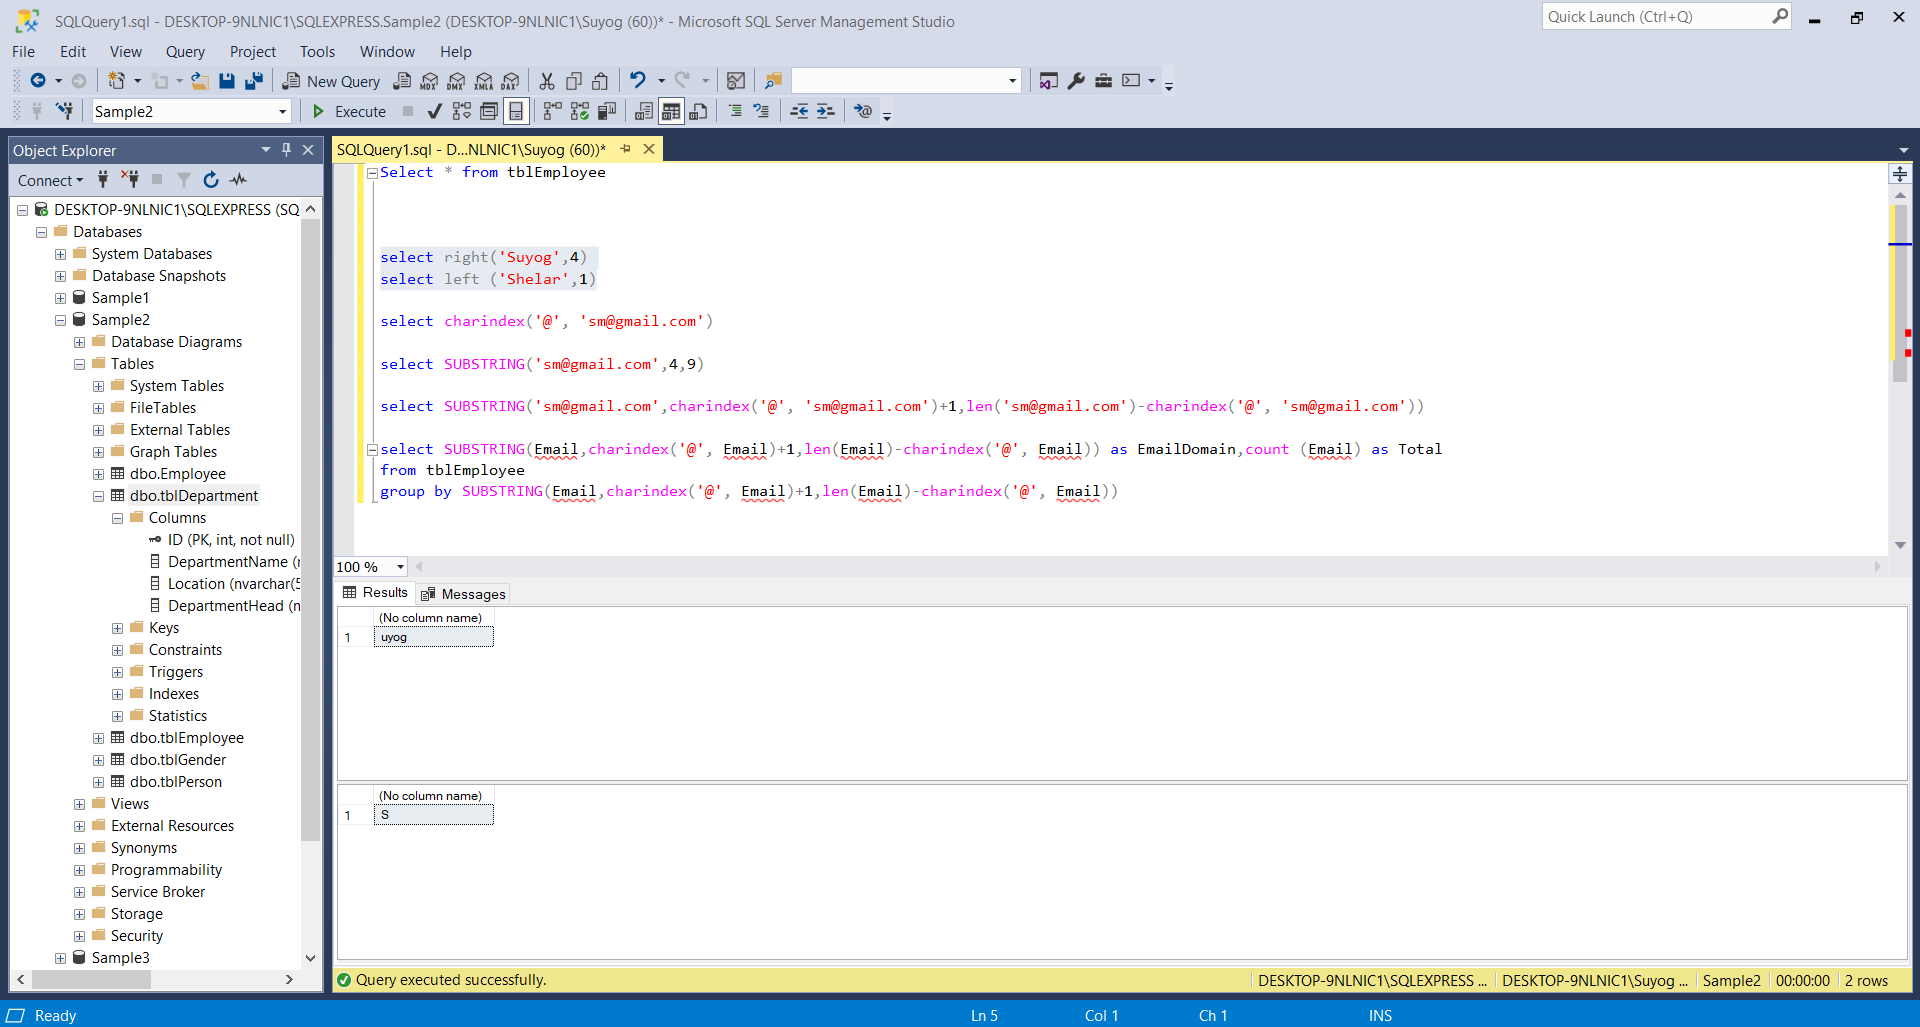 SQLQuery1.sql - DESKTOP-9NLNIC1\SQLEXPRESS.Sample2 (DESKTOP-9NLNIC1\Suyog (60))* - Microsoft SQL Server Management Studio
Quick Launch (Ctrl+Q)
File Edit View Query Project Tools Window Help
New Query MDX DMX XMLA DAX
Sample2 Execute
Object Explorer
Connect
DESKTOP-9NLNIC1\SQLEXPRESS (SQ
Databases
System Databases
Database Snapshots
Sample1
Sample2
Database Diagrams
Tables
System Tables
FileTables
External Tables
Graph Tables
dbo.Employee
dbo.tblDepartment
Columns
ID (PK, int, not null)
DepartmentName (n
Location (nvarchar(5
DepartmentHead (n
Keys
Constraints
Triggers
Indexes
Statistics
dbo.tblEmployee
dbo.tblGender
dbo.tblPerson
Views
External Resources
Synonyms
Programmability
Service Broker
Storage
Security
Sample3
SQLQuery1.sql - D...NLNIC1\Suyog (60))*
Select * from tblEmployee
select right('Suyog',4)
select left ('Shelar',1)
select charindex('@', 'sm@gmail.com')
select SUBSTRING('sm@gmail.com',4,9)
select SUBSTRING('sm@gmail.com',charindex('@', 'sm@gmail.com')+1,len('sm@gmail.com')-charindex('@', 'sm@gmail.com'))
select SUBSTRING(Email,charindex('@', Email)+1,len(Email)-charindex('@', Email)) as EmailDomain,count (Email) as Total
from tblEmployee
group by SUBSTRING(Email,charindex('@', Email)+1,len(Email)-charindex('@', Email))
100 %
Results Messages
(No column name)
1 uyog
(No column name)
1 S
Query executed successfully. DESKTOP-9NLNIC1\SQLEXPRESS ... DESKTOP-9NLNIC1\Suyog ... Sample2 00:00:00 2 rows
Ready Ln 5 Col 1 Ch 1 INS